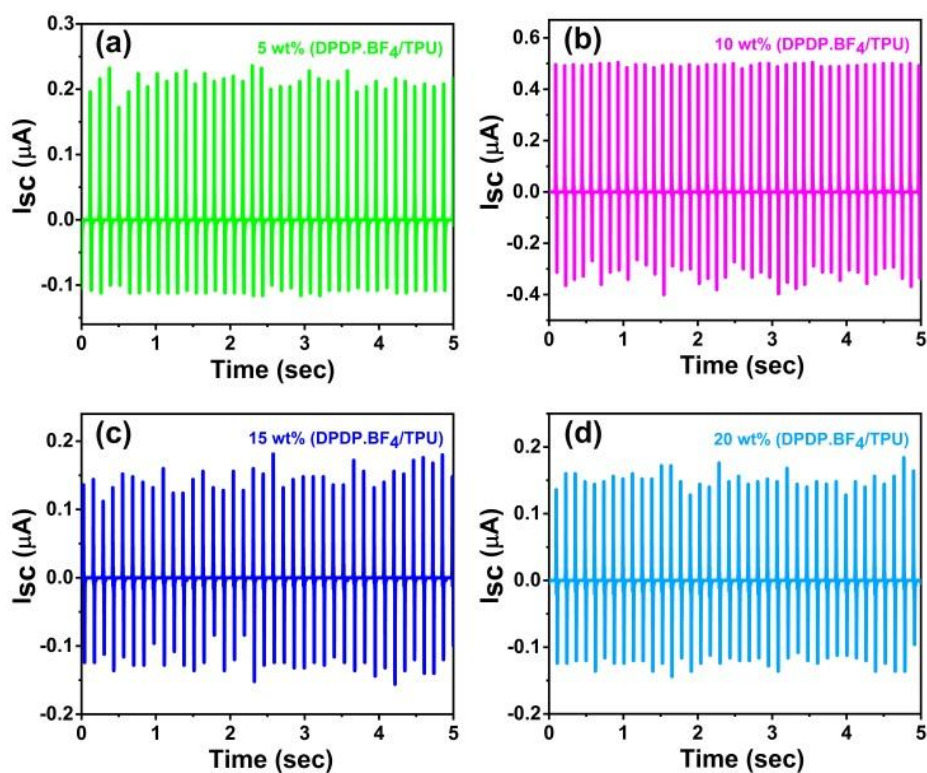 (a)
5 wt% (DPDP.BF4/TPU)
0.3
0.2
0.1
0.0
-0.1
ISC (μA)
0 1 2 3 4 5
Time (sec)
(b)
10 wt% (DPDP.BF4/TPU)
0.6
0.4
0.2
0.0
-0.2
-0.4
ISC (μA)
0 1 2 3 4 5
Time (sec)
(c)
15 wt% (DPDP.BF4/TPU)
0.2
0.1
0.0
-0.1
-0.2
ISC (μA)
0 1 2 3 4 5
Time (sec)
(d)
20 wt% (DPDP.BF4/TPU)
0.2
0.1
0.0
-0.1
-0.2
ISC (μA)
0 1 2 3 4 5
Time (sec)